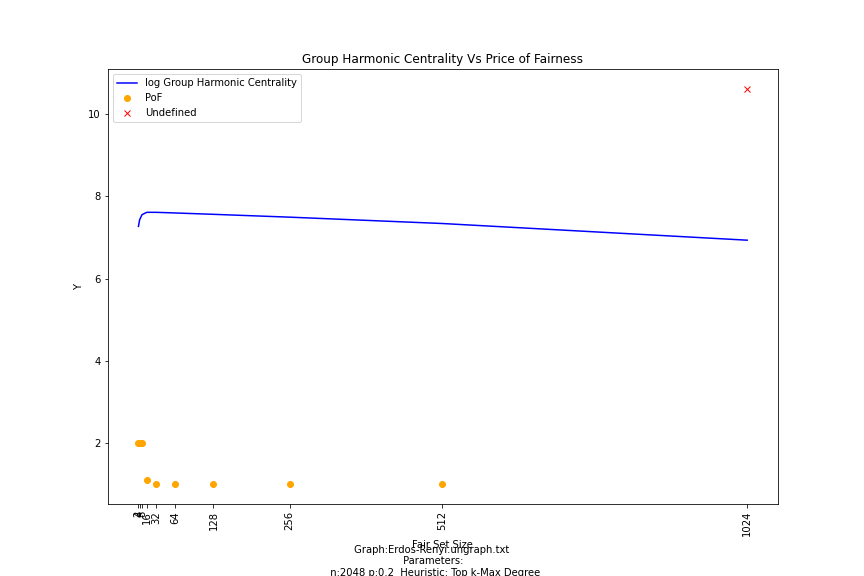 Group Harmonic Centrality Vs Price of Fairness
log Group Harmonic Centrality
PoF
Undefined
10
8
6
4
2
Y
16
32
64
128
256
512
1024
Fair Set Size
Graph:Erdos-Renyi.ungraph.txt
Parameters:
n:2048 p:0.2 Heuristic: Top k-Max Degree